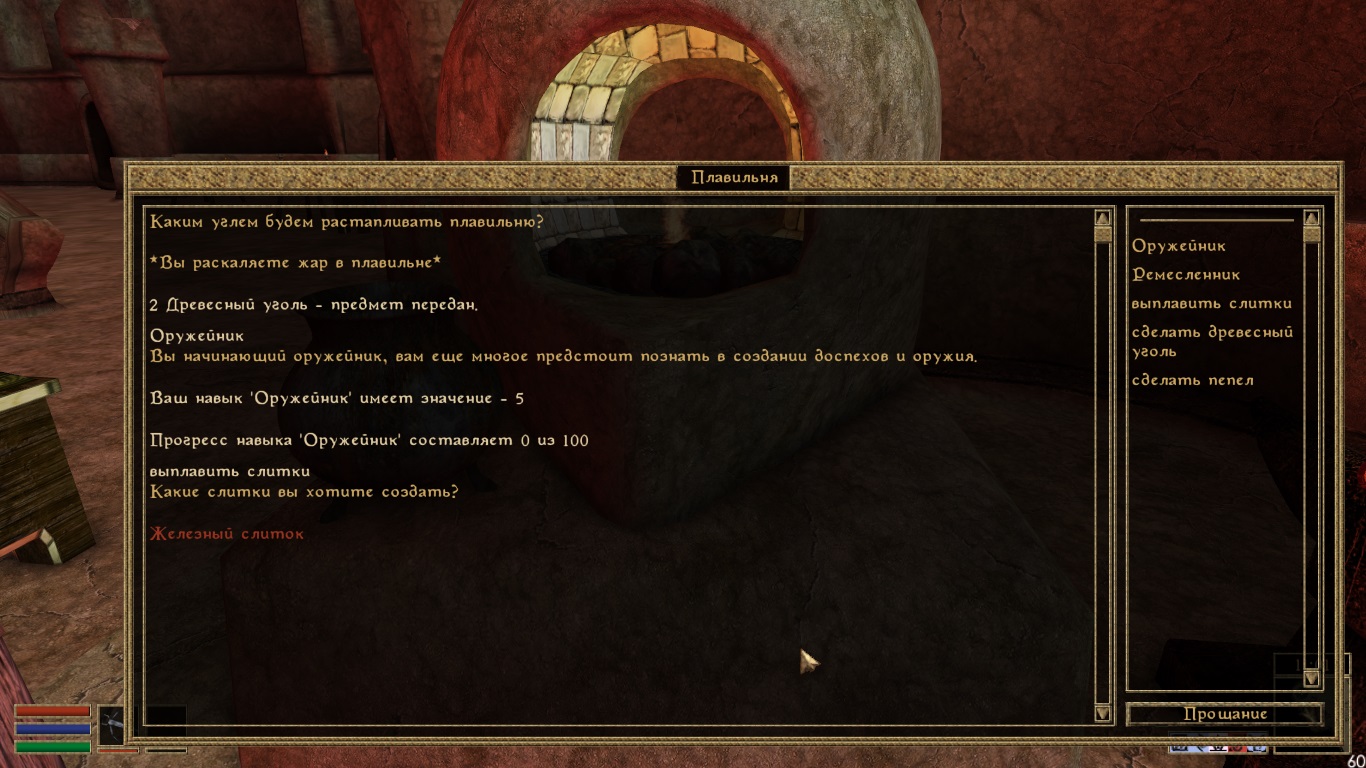 Плавильня
Каким углем будем растапливать плавильню?
*Вы раскаляете жар в плавильне*
2 Древесный уголь - предмет передан.
Оружейник
Вы начинающий оружейник, вам еще многое предстоит познать в создании доспехов и оружия.
Ваш навык 'Оружейник' имеет значение - 5
Прогресс навыка 'Оружейник' составляет 0 из 100
выплавить слитки
Какие слитки вы хотите создать?
Железный слиток
Оружейник
Ремесленник
выплавить слитки
сделать древесный
уголь
сделать пепел
Прощание
60